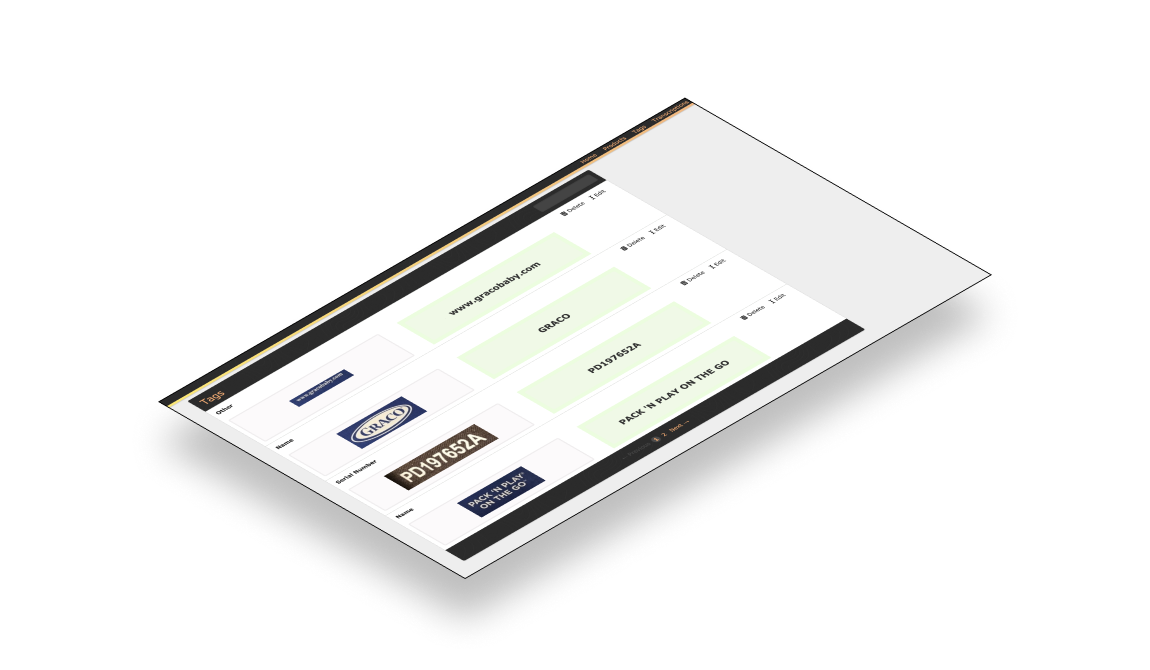 Home Products Tags Transcriptions
Tags
Other
Delete Edit
www.gracobaby.com
www.gracobaby.com
Name
Delete Edit
GRACO
GRACO
Serial Number
Delete Edit
PD197652A
PD197652A
Name
Delete Edit
PACK 'N PLAY
ON THE GO
PACK 'N PLAY ON THE GO
1 2 Next →